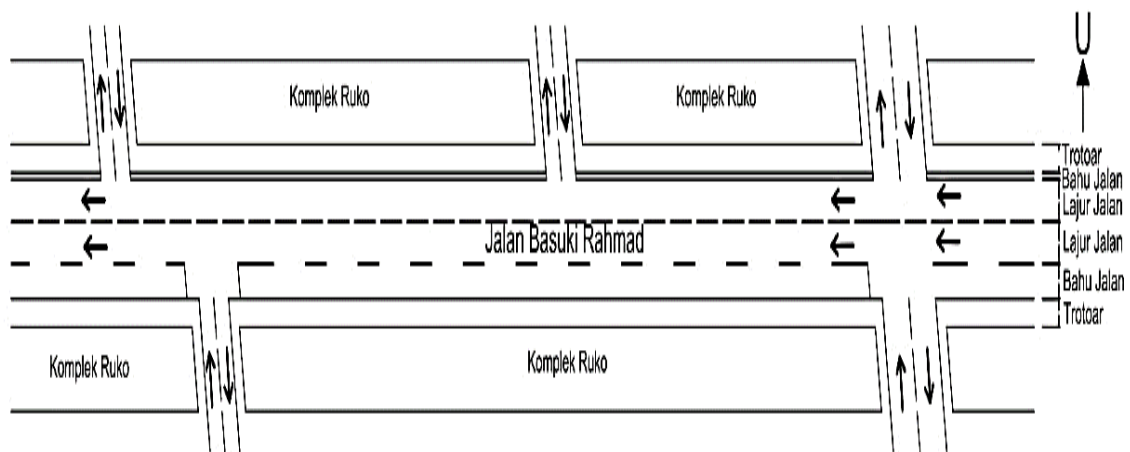 U
Komplek Ruko
Komplek Ruko
Trotoar
Bahu Jalan
Lajur Jalan
Jalan Basuki Rahmad
Lajur Jalan
Bahu Jalan
Trotoar
Komplek Ruko
Komplek Ruko